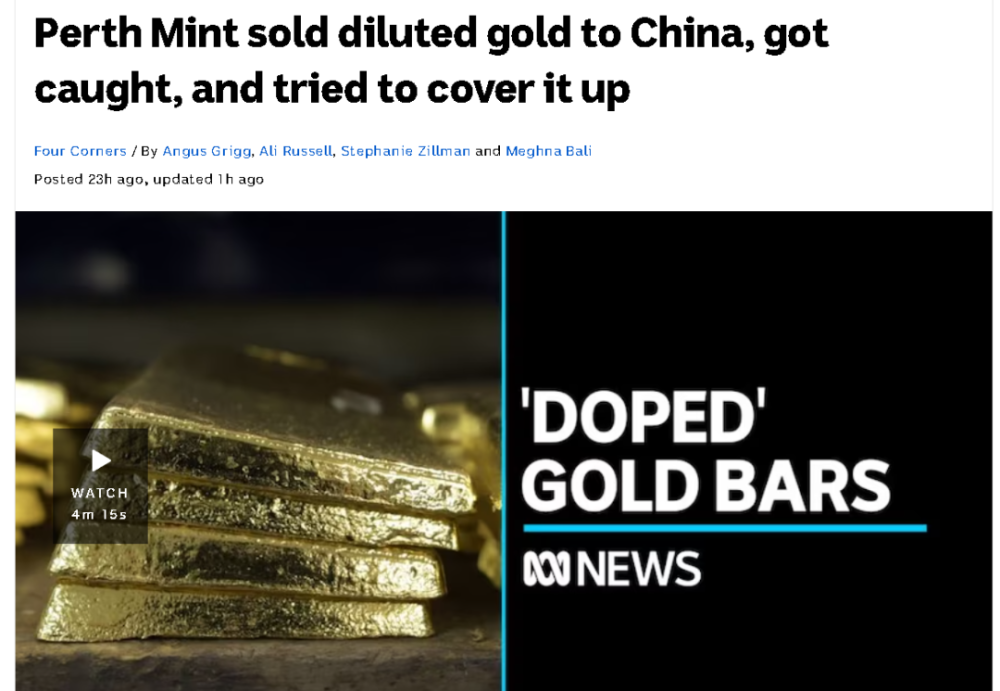 Perth Mint sold diluted gold to China, got
caught, and tried to cover it up
Four Corners / By Angus Grigg, Ali Russell, Stephanie Zillman and Meghna Bali
Posted 23h ago, updated 1h ago
WATCH
4m 15s
'DOPED'
GOLD BARS
NEWS